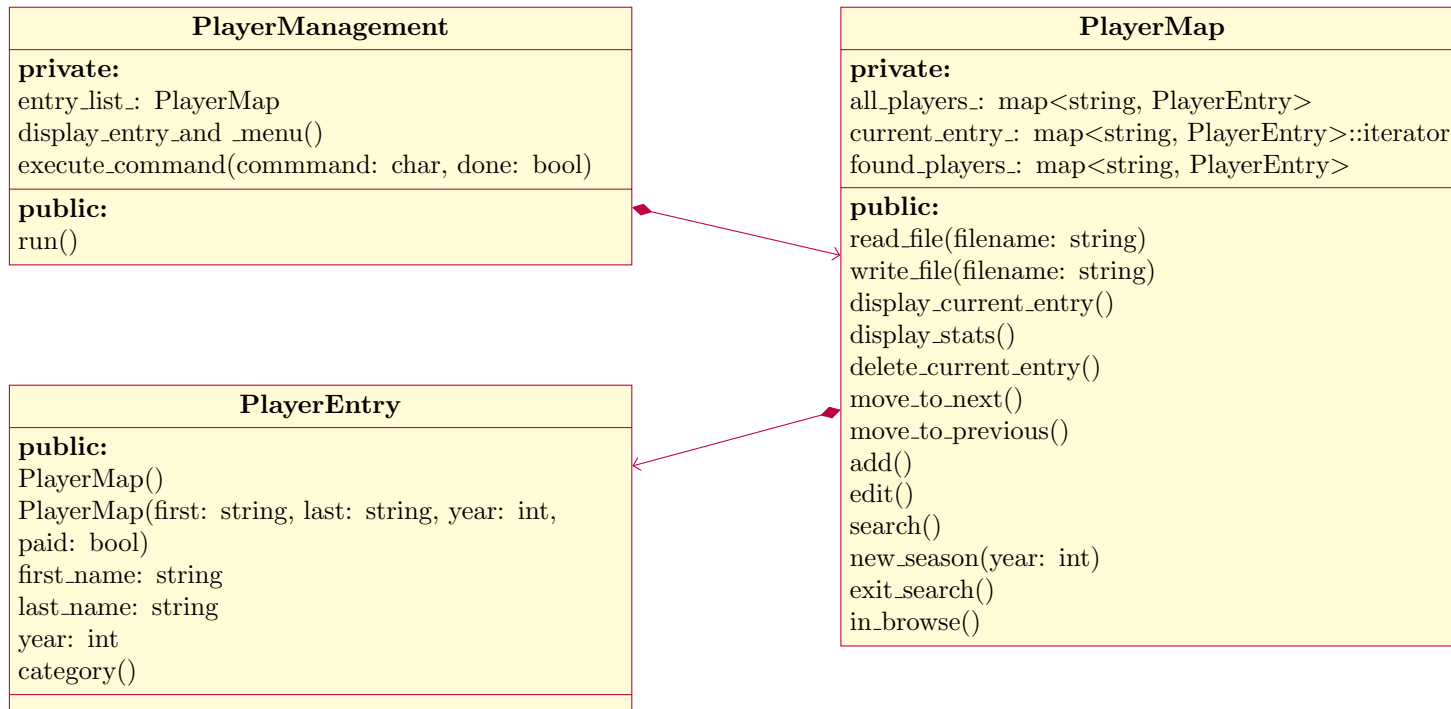 PlayerManagement
private:
entry_list_: PlayerMap
display_entry_and _menu()
execute_command(commmand: char, done: bool)
public:
run()
PlayerMap
private:
all_players_: map<string, PlayerEntry>
current_entry_: map<string, PlayerEntry>::iterator
found_players_: map<string, PlayerEntry>
public:
read_file(filename: string)
write_file(filename: string)
display_current_entry()
display_stats()
delete_current_entry()
move_to_next()
move_to_previous()
add()
edit()
search()
new_season(year: int)
exit_search()
in_browse()
PlayerEntry
public:
PlayerMap()
PlayerMap(first: string, last: string, year: int,
paid: bool)
first_name: string
last_name: string
year: int
category()